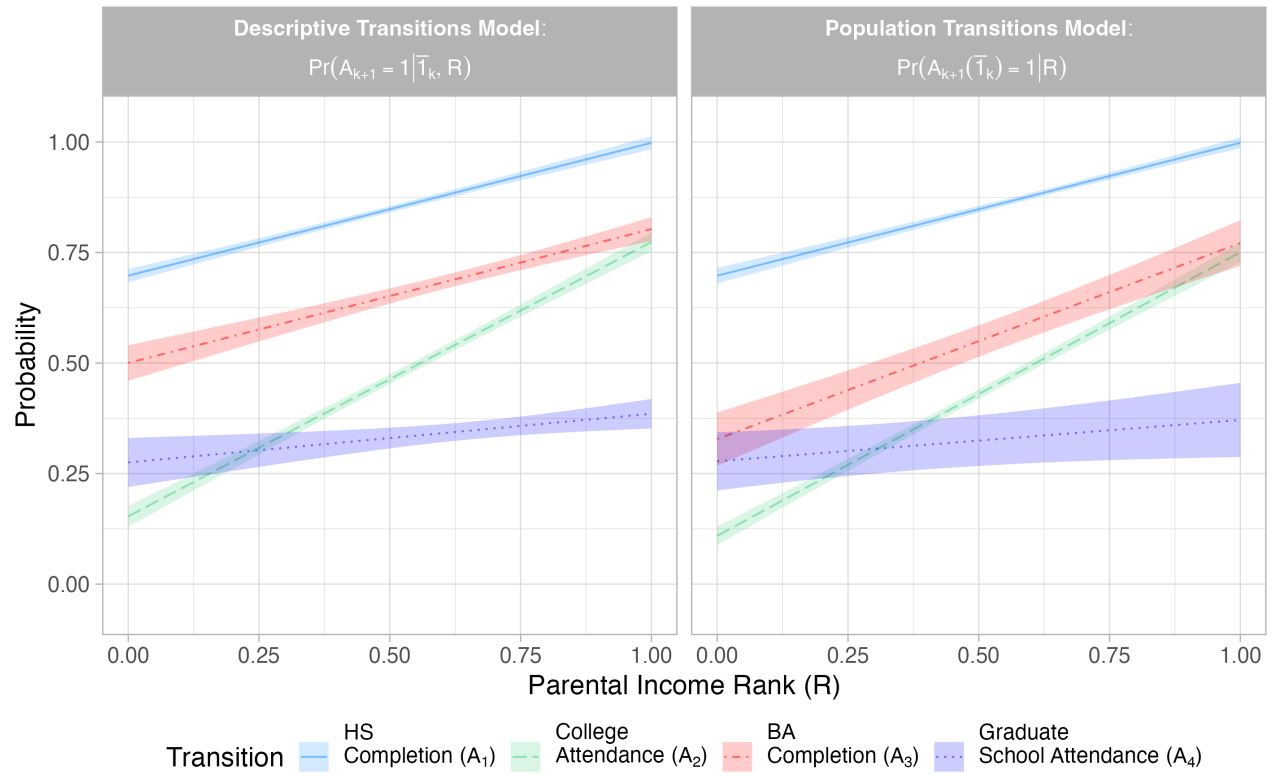 Descriptive Transitions Model:
Pr(Aₖ₊₁ = 1|1̅ₖ, R)
Population Transitions Model:
Pr(Aₖ₊₁(1̅ₖ) = 1|R)
Probability
1.00
0.75
0.50
0.25
0.00
0.00 0.25 0.50 0.75 1.00
0.00 0.25 0.50 0.75 1.00
Parental Income Rank (R)
Transition
HS
Completion (A₁)
College
Attendance (A₂)
BA
Completion (A₃)
Graduate
School Attendance (A₄)